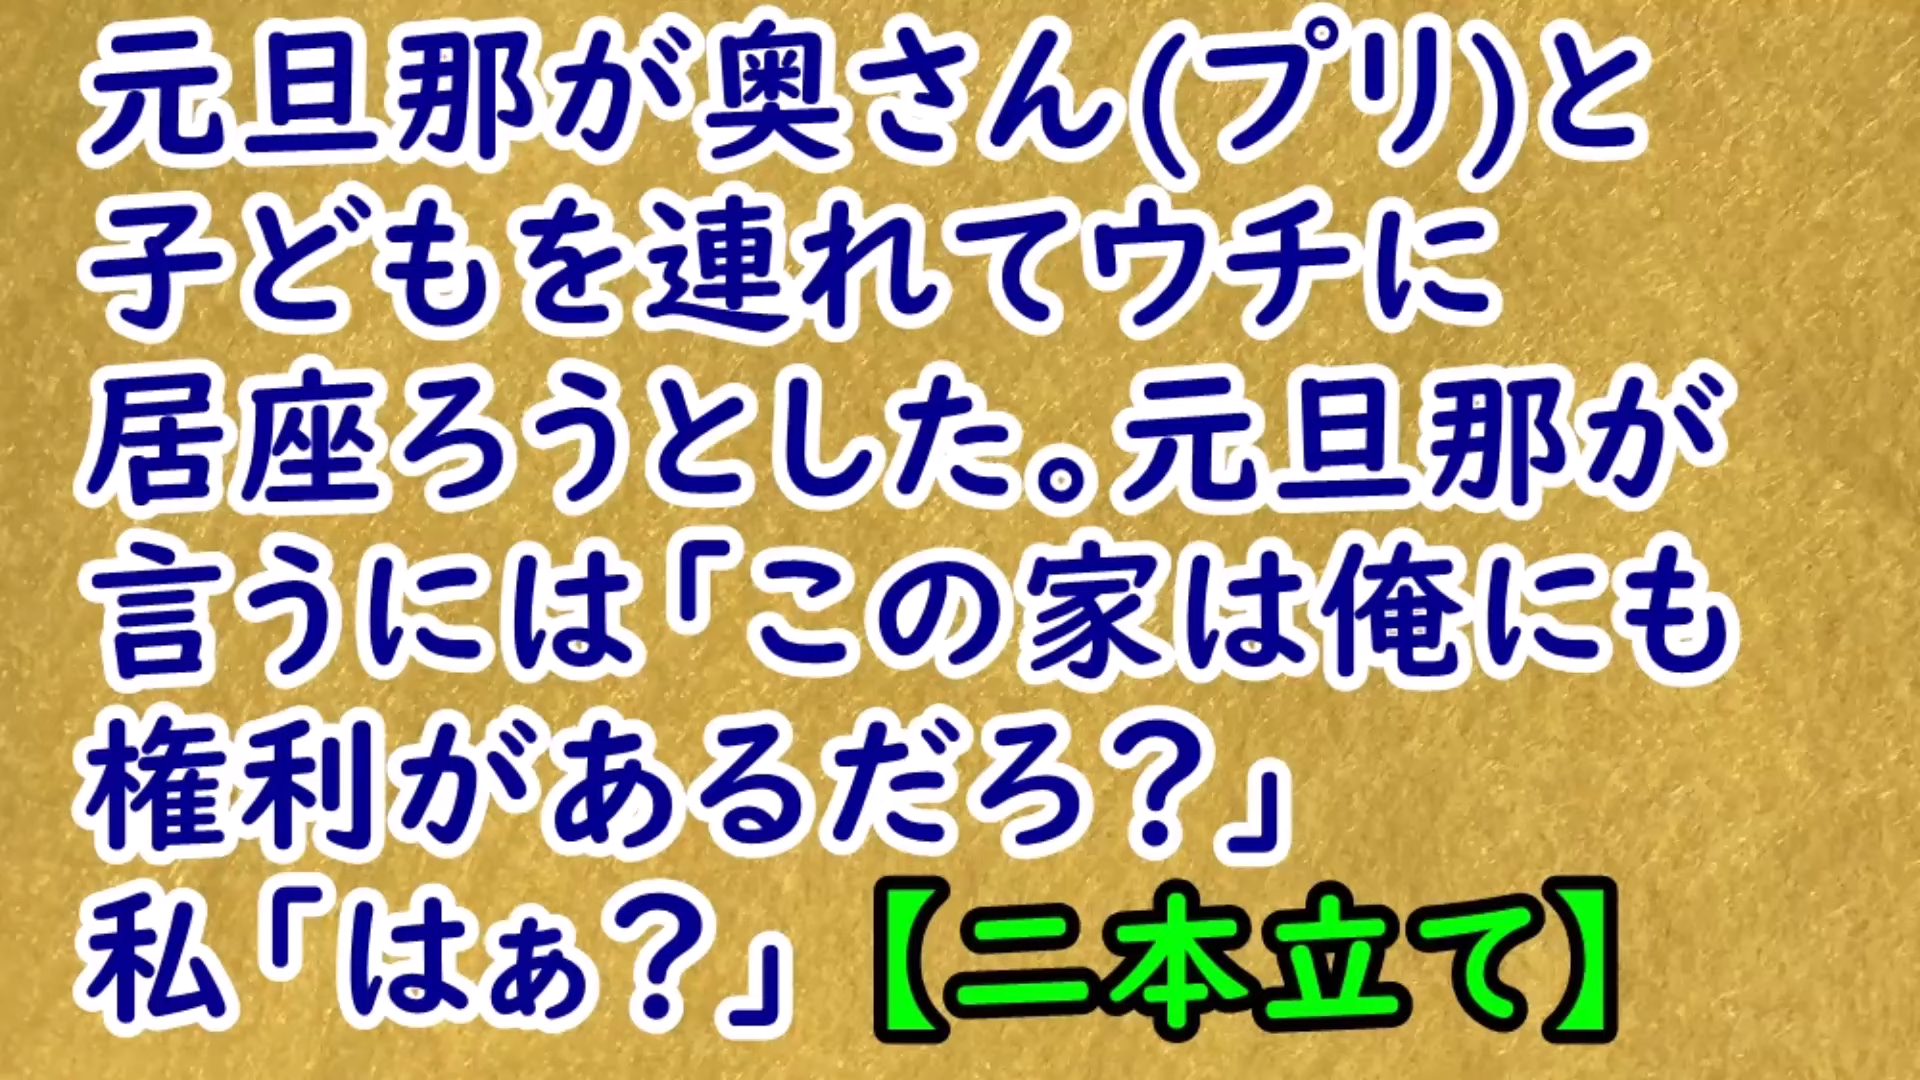 元旦那が奥さん(プリ)と
子どもを連れてウチに
居座ろうとした。元旦那が
言うには「この家は俺にも
権利があるだろ?」
私「はぁ?」【二本立て】